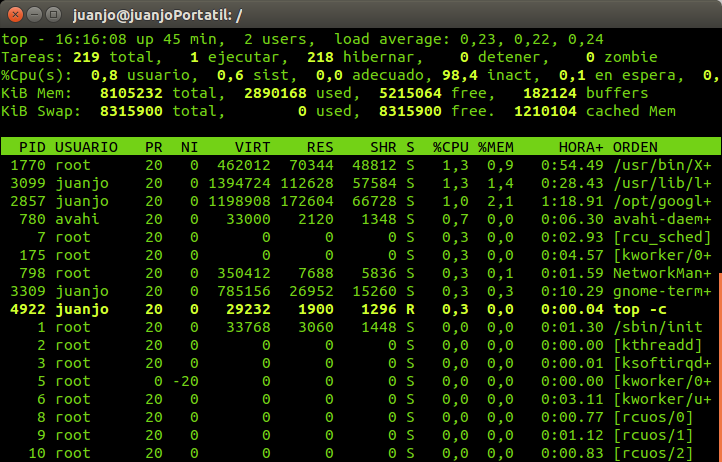 juanjo@juanjoPortatil: /
top - 16:16:08 up 45 min,  2 users,  load average: 0,23, 0,22, 0,24
Tareas: 219 total,   1 ejecutar, 218 hibernar,    0 detener,    0 zombie
%Cpu(s):  0,8 usuario,  0,6 sist,  0,0 adecuado, 98,4 inact,  0,1 en espera,  0,
KiB Mem:   8105232 total,  2890168 used,  5215064 free,   182124 buffers
KiB Swap:  8315900 total,        0 used,  8315900 free.  1210104 cached Mem
PID USUARIO   PR  NI    VIRT    RES    SHR S  %CPU %MEM     HORA+ ORDEN
1770 root      20   0  462012  70344  48812 S   1,3  0,9   0:54.49 /usr/bin/X+
3099 juanjo    20   0 1394724 112628  57584 S   1,3  1,4   0:28.43 /usr/lib/l+
2857 juanjo    20   0 1198908 172604  66728 S   1,0  2,1   1:18.91 /opt/googl+
780 avahi     20   0   33000   2120   1348 S   0,7  0,0   0:06.30 avahi-daem+
7 root      20   0       0      0      0 S   0,3  0,0   0:02.93 [rcu_sched]
175 root      20   0       0      0      0 S   0,3  0,0   0:04.57 [kworker/0+
798 root      20   0  350412   7688   5836 S   0,3  0,1   0:01.59 NetworkMan+
3309 juanjo    20   0  785156  26952  15260 S   0,3  0,3   0:10.29 gnome-term+
4922 juanjo    20   0   29232   1900   1296 R   0,3  0,0   0:00.04 top -c
1 root      20   0   33768   3060   1448 S   0,0  0,0   0:01.30 /sbin/init
2 root      20   0       0      0      0 S   0,0  0,0   0:00.00 [kthreadd]
3 root      20   0       0      0      0 S   0,0  0,0   0:00.01 [ksoftirqd+
5 root       0 -20       0      0      0 S   0,0  0,0   0:00.00 [kworker/0+
6 root      20   0       0      0      0 S   0,0  0,0   0:03.11 [kworker/u+
8 root      20   0       0      0      0 S   0,0  0,0   0:00.77 [rcuos/0]
9 root      20   0       0      0      0 S   0,0  0,0   0:01.12 [rcuos/1]
10 root      20   0       0      0      0 S   0,0  0,0   0:00.83 [rcuos/2]